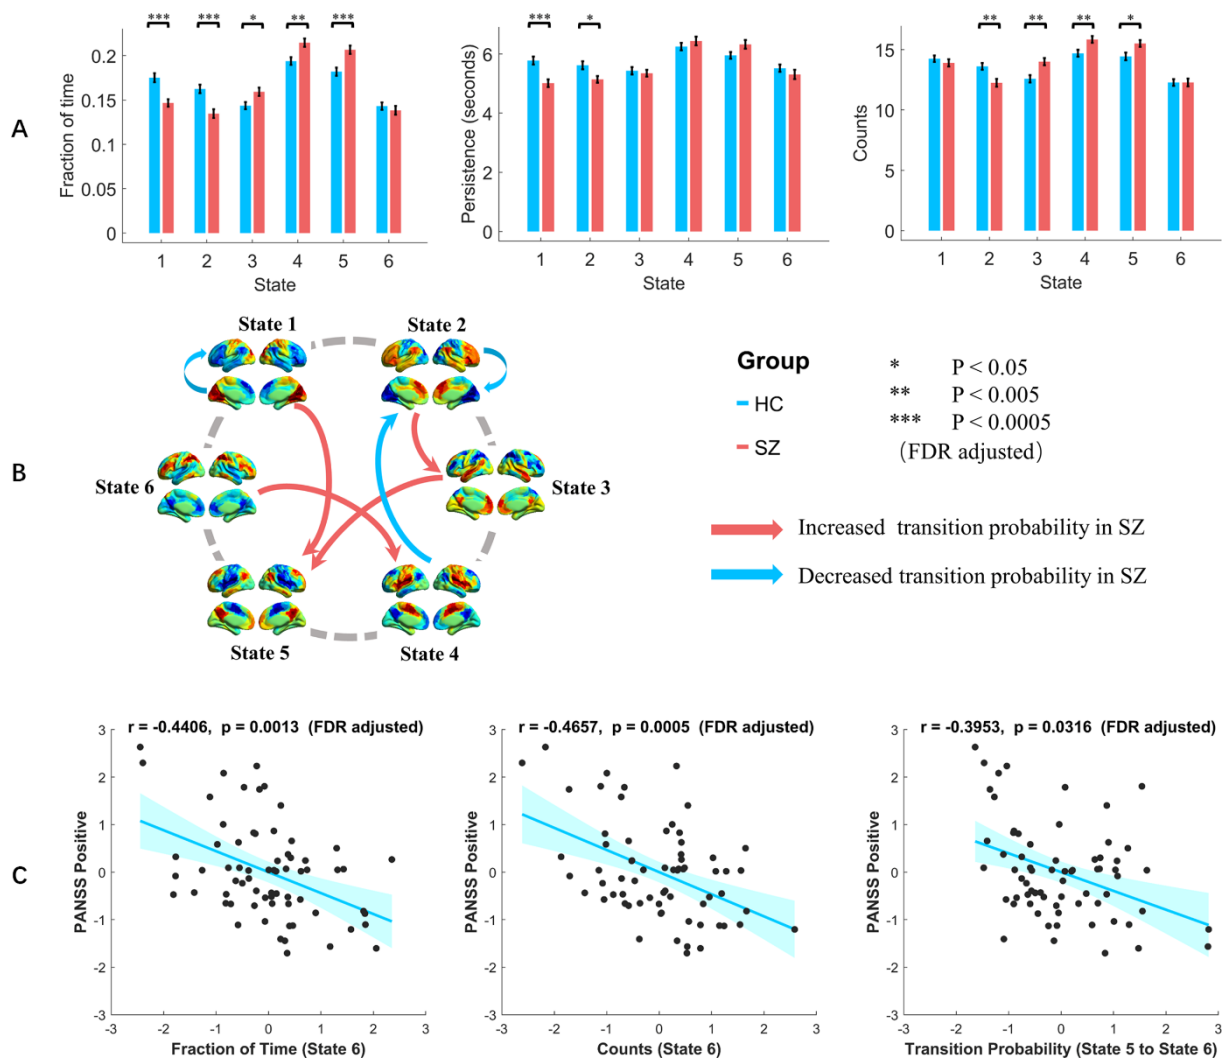 A
*** *** * ** ***
Fraction of time
0.2
0.15
0.1
0.05
0
1 2 3 4 5 6
State
*** *
Persistence (seconds)
6
4
2
0
1 2 3 4 5 6
State
** ** ** *
Counts
15
10
5
0
1 2 3 4 5 6
State
B
State 1
State 2
State 3
State 4
State 5
State 6
Group
HC
SZ
* P < 0.05
** P < 0.005
*** P < 0.0005
(FDR adjusted)
Increased transition probability in SZ
Decreased transition probability in SZ
C
r = -0.4406, p = 0.0013 (FDR adjusted)
PANSS Positive
3
2
1
0
-1
-2
-3
-3 -2 -1 0 1 2 3
Fraction of Time (State 6)
r = -0.4657, p = 0.0005 (FDR adjusted)
PANSS Positive
3
2
1
0
-1
-2
-3
-3 -2 -1 0 1 2 3
Counts (State 6)
r = -0.3953, p = 0.0316 (FDR adjusted)
PANSS Positive
3
2
1
0
-1
-2
-3
-3 -2 -1 0 1 2 3
Transition Probability (State 5 to State 6)